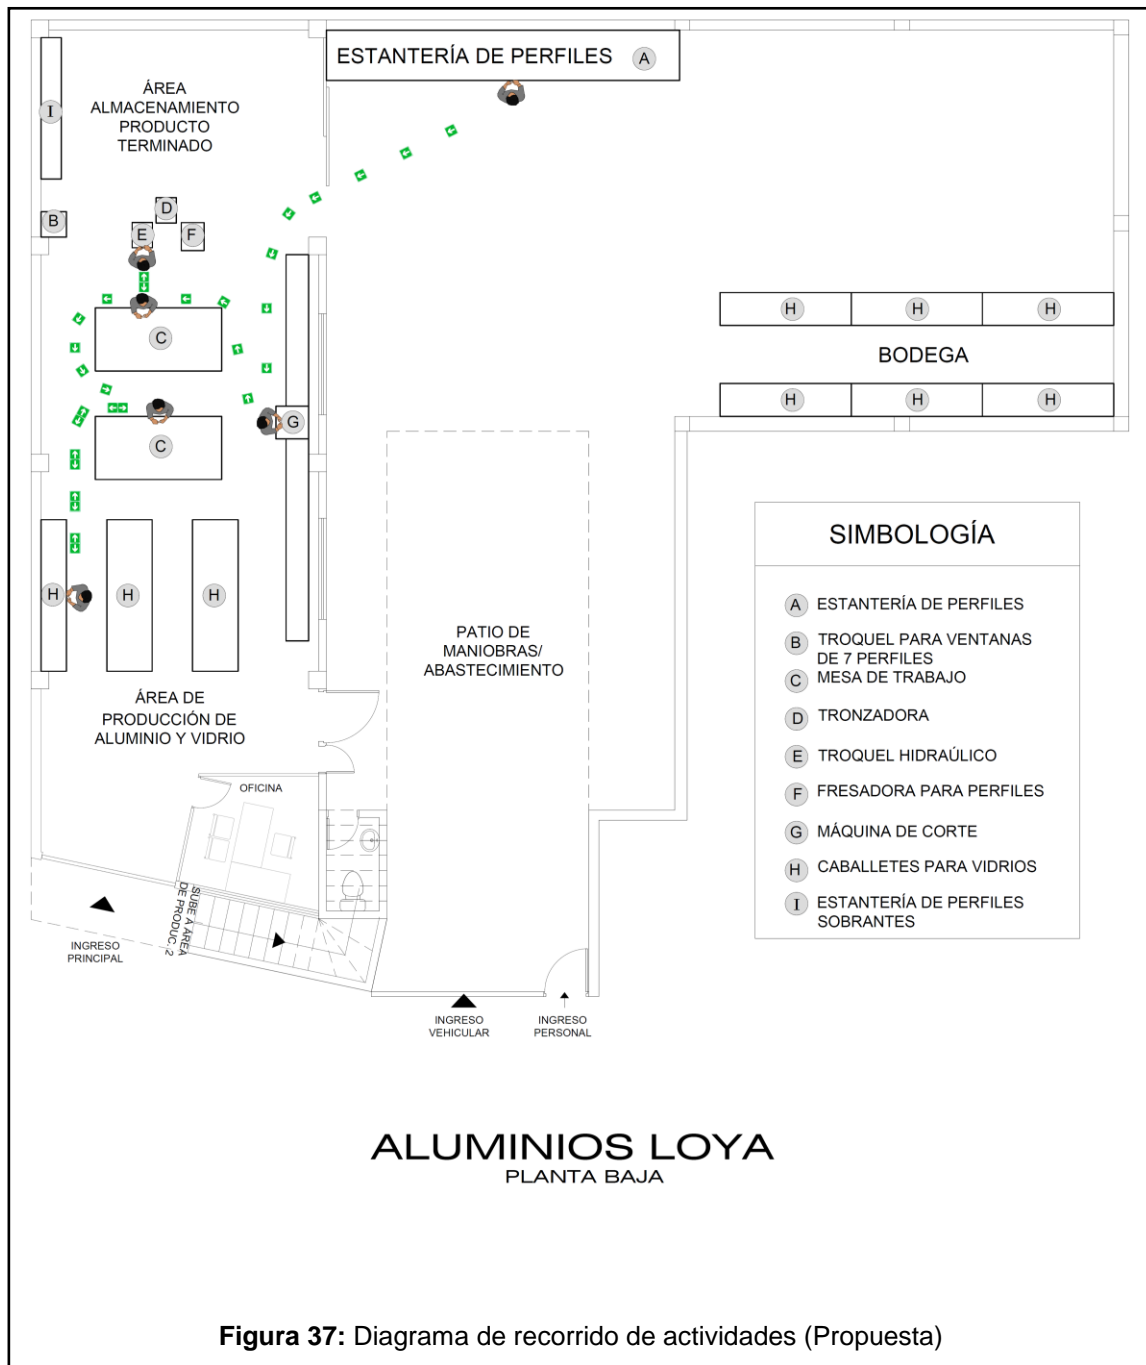 ESTANTERÍA DE PERFILES A
I
ÁREA
ALMACENAMIENTO
PRODUCTO
TERMINADO
B
D
E
F
C
C
G
H
H
H
H H H
BODEGA
H H H
ÁREA DE
PRODUCCIÓN DE
ALUMINIO Y VIDRIO
PATIO DE
MANIOBRAS/
ABASTECIMIENTO
OFICINA
SUBE A ÁREA
DE PRODUC. 2
INGRESO
PRINCIPAL
INGRESO
VEHICULAR
INGRESO
PERSONAL
SIMBOLOGÍA
A ESTANTERÍA DE PERFILES
B TROQUEL PARA VENTANAS
DE 7 PERFILES
C MESA DE TRABAJO
D TRONZADORA
E TROQUEL HIDRAÚLICO
F FRESADORA PARA PERFILES
G MÁQUINA DE CORTE
H CABALLETES PARA VIDRIOS
I ESTANTERÍA DE PERFILES
SOBRANTES
ALUMINIOS LOYA
PLANTA BAJA
Figura 37: Diagrama de recorrido de actividades (Propuesta)